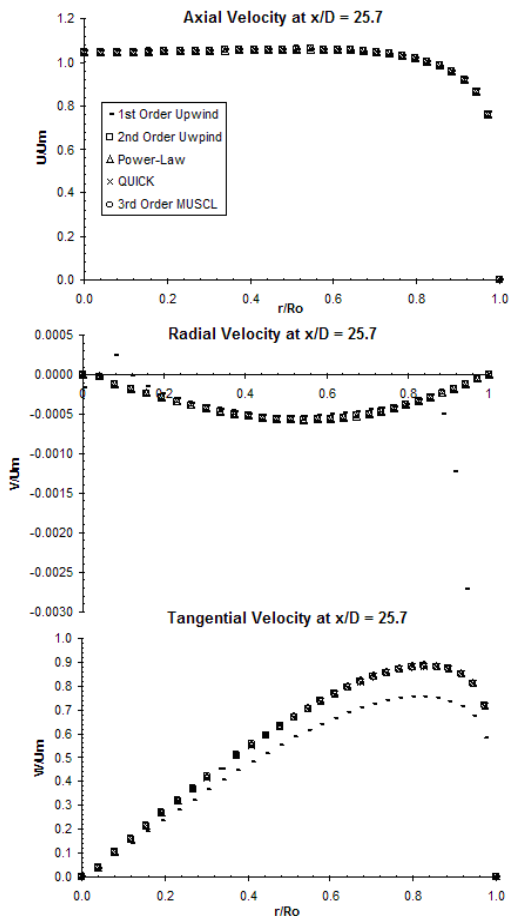 Axial Velocity at x/D = 25.7
1.2
1.0
0.8
0.6
0.4
0.2
0.0
U/Um
1st Order Upwind
2nd Order Uwpind
Power-Law
QUICK
3rd Order MUSCL
0.0 0.2 0.4 0.6 0.8 1.0
r/Ro
Radial Velocity at x/D = 25.7
0.0005
0.0000
-0.0005
-0.0010
-0.0015
-0.0020
-0.0025
-0.0030
V/Um
0.0 0.2 0.4 0.6 0.8 1.0
Tangential Velocity at x/D = 25.7
1.0
0.9
0.8
0.7
0.6
0.5
0.4
0.3
0.2
0.1
0.0
W/Um
0.0 0.2 0.4 0.6 0.8 1.0
r/Ro